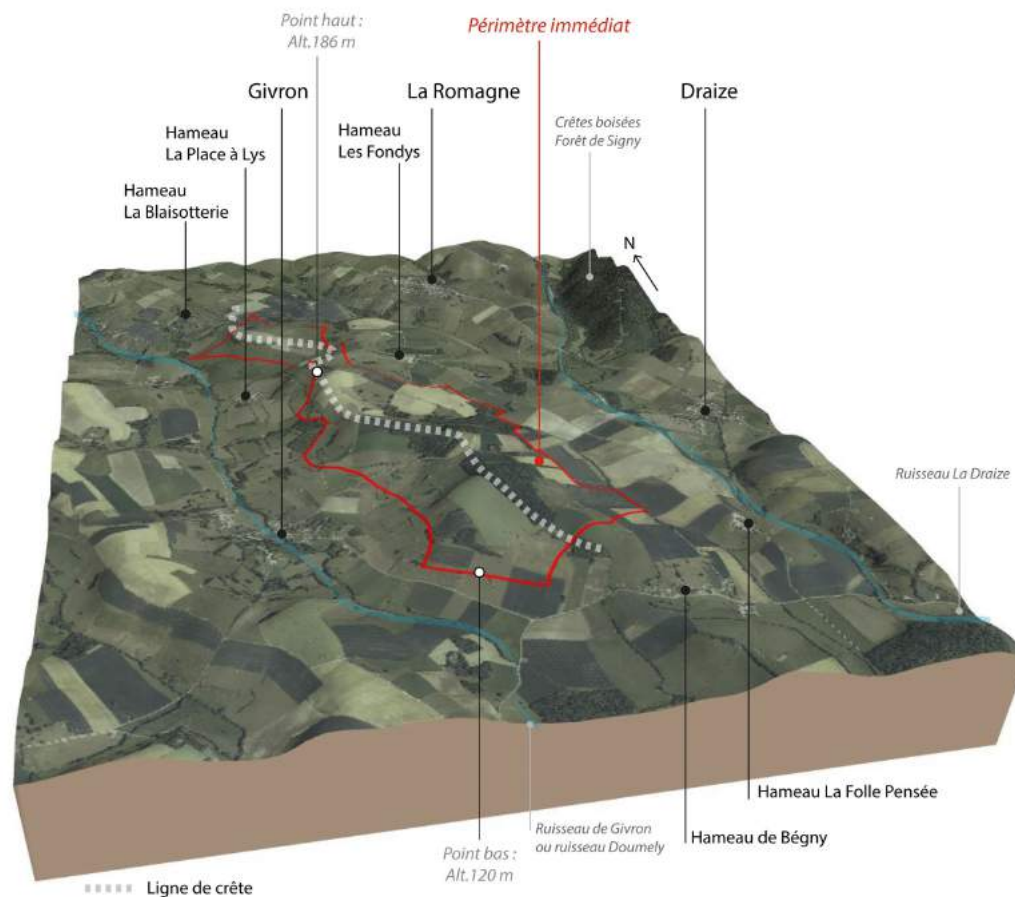 Point haut :
Alt.186 m
Périmètre immédiat
Givron
La Romagne
Draize
Hameau
La Place à Lys
Hameau
Les Fondys
Crêtes boisées
Forêt de Signy
Hameau
La Blaisotterie
N
Ruisseau La Draize
Hameau La Folle Pensée
Ruisseau de Givron
ou ruisseau Doumely
Hameau de Bégny
Point bas :
Alt.120 m
Ligne de crête